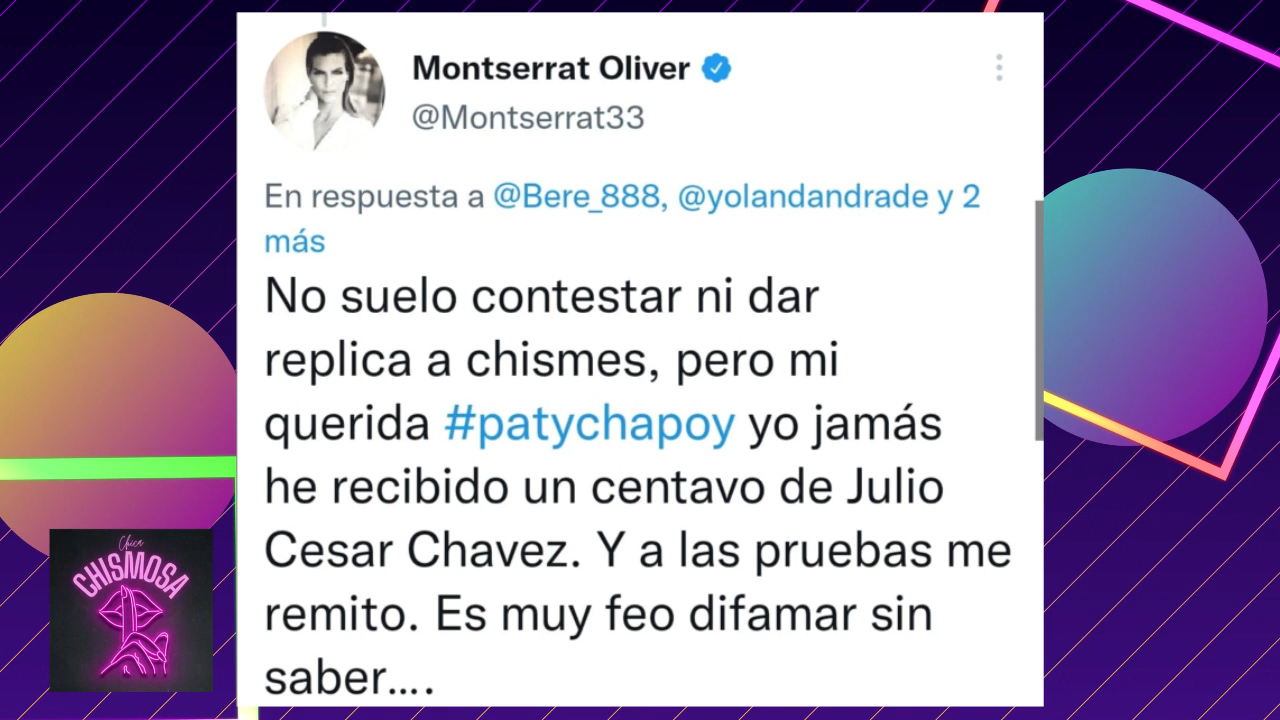 Montserrat Oliver
@Montserrat33
En respuesta a @Bere_888, @yolandandrade y 2
más
No suelo contestar ni dar
replica a chismes, pero mi
querida #patychapoy yo jamás
he recibido un centavo de Julio
Cesar Chavez. Y a las pruebas me
remito. Es muy feo difamar sin
saber....
Chica
CHISMOSA